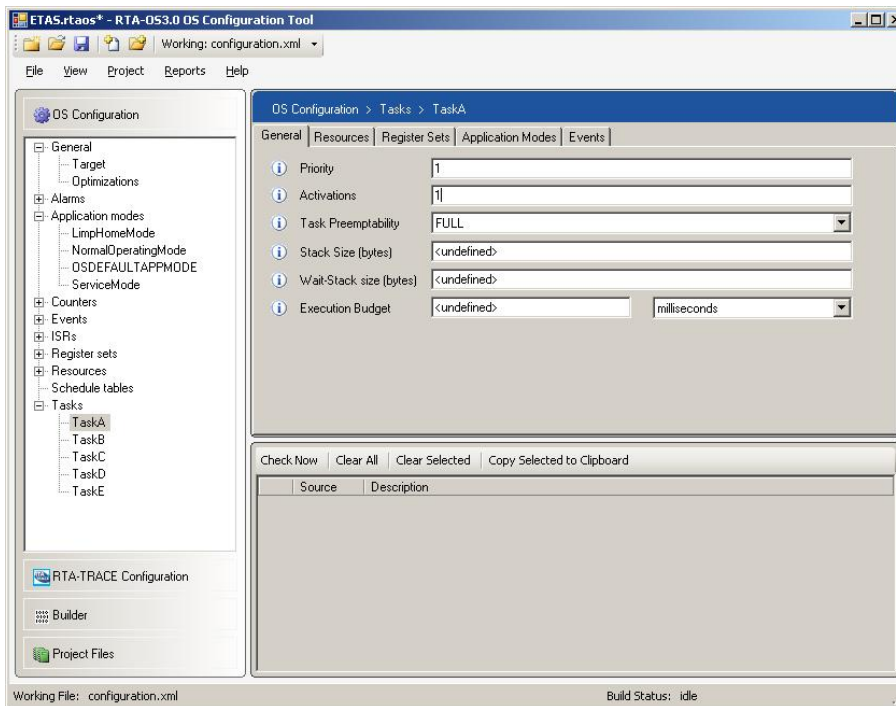 ETAS.rtaos* - RTA-OS3.0 OS Configuration Tool
Working: configuration.xml
File View Project Reports Help
OS Configuration
General
Target
Optimizations
Alarms
Application modes
LimpHomeMode
NormalOperatingMode
OSDEFAULTAPPMODE
ServiceMode
Counters
Events
ISRs
Register sets
Resources
Schedule tables
Tasks
TaskA
TaskB
TaskC
TaskD
TaskE
RTA-TRACE Configuration
Builder
Project Files
OS Configuration > Tasks > TaskA
General Resources Register Sets Application Modes Events
Priority 1
Activations 1
Task Preemptability FULL
Stack Size (bytes) <undefined>
Wait-Stack size (bytes) <undefined>
Execution Budget <undefined> milliseconds
Check Now Clear All Clear Selected Copy Selected to Clipboard
Source Description
Working File: configuration.xml Build Status: idle